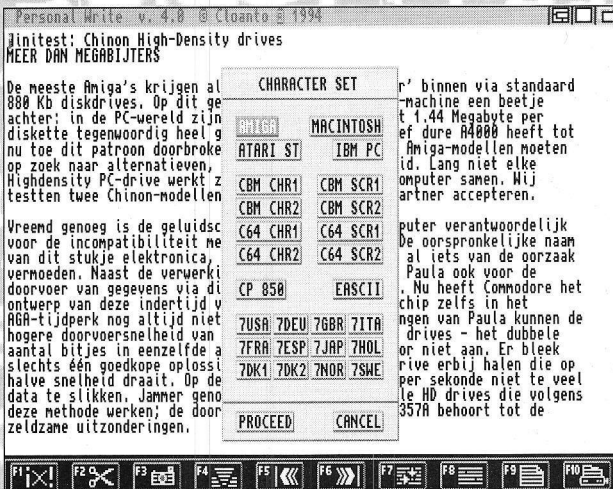 Personal Write v. 4.0 © Cloanto @ 1994
Minitest: Chinon High-Density drives
MEER DAN MEGABIJTERS
De meeste Amiga's krijgen al r' binnen via standaard
880 Kb diskdrives. Op dit ge -machine een beetje
achter: in de PC-wereld zijn t 1.44 Megabyte per
diskette tegenwoordig heel g ef dure A4000 heeft tot
nu toe dit patroon doorbroke Amiga-modellen moeten
op zoek naar alternatieven, id. Lang niet elke
Highdensity PC-drive werkt z omputer samen. Wij
testten twee Chinon-modellen artner accepteren.
Vreemd genoeg is de geluidsc puter verantwoordelijk
voor de incompatibiliteit me De oorspronkelijke naam
van dit stukje elektronica, al iets van de oorzaak
vermoeden. Naast de verwerki Paula ook voor de
doorvoer van gegevens via di . Nu heeft Commodore het
ontwerp van deze indertijd v chip zelfs in het
AGA-tijdperk nog altijd niet ngen van Paula kunnen de
hogere doorvoersnelheid van drives - het dubbele
aantal bitjes in eenzelfde a or niet aan. Er bleek
slechts één goedkope oplossi rive erbij halen die op
halve snelheid draait. Op de per sekonde niet te veel
data te slikken. Jammer geno le HD drives die volgens
deze methode werken; de door 357A behoort tot de
zeldzame uitzonderingen.
CHARACTER SET
AMIGA MACINTOSH
ATARI ST IBM PC
CBM CHR1 CBM SCR1
CBM CHR2 CBM SCR2
C64 CHR1 C64 SCR1
C64 CHR2 C64 SCR2
CP 850 EASCII
7USA 7DEU 7GBR 7ITA
7FRA 7ESP 7JAP 7HOL
7DK1 7DK2 7NOR 7SWE
PROCEED CANCEL
F1 F2 F3 F4 F5 F6 F7 F8 F9 F10